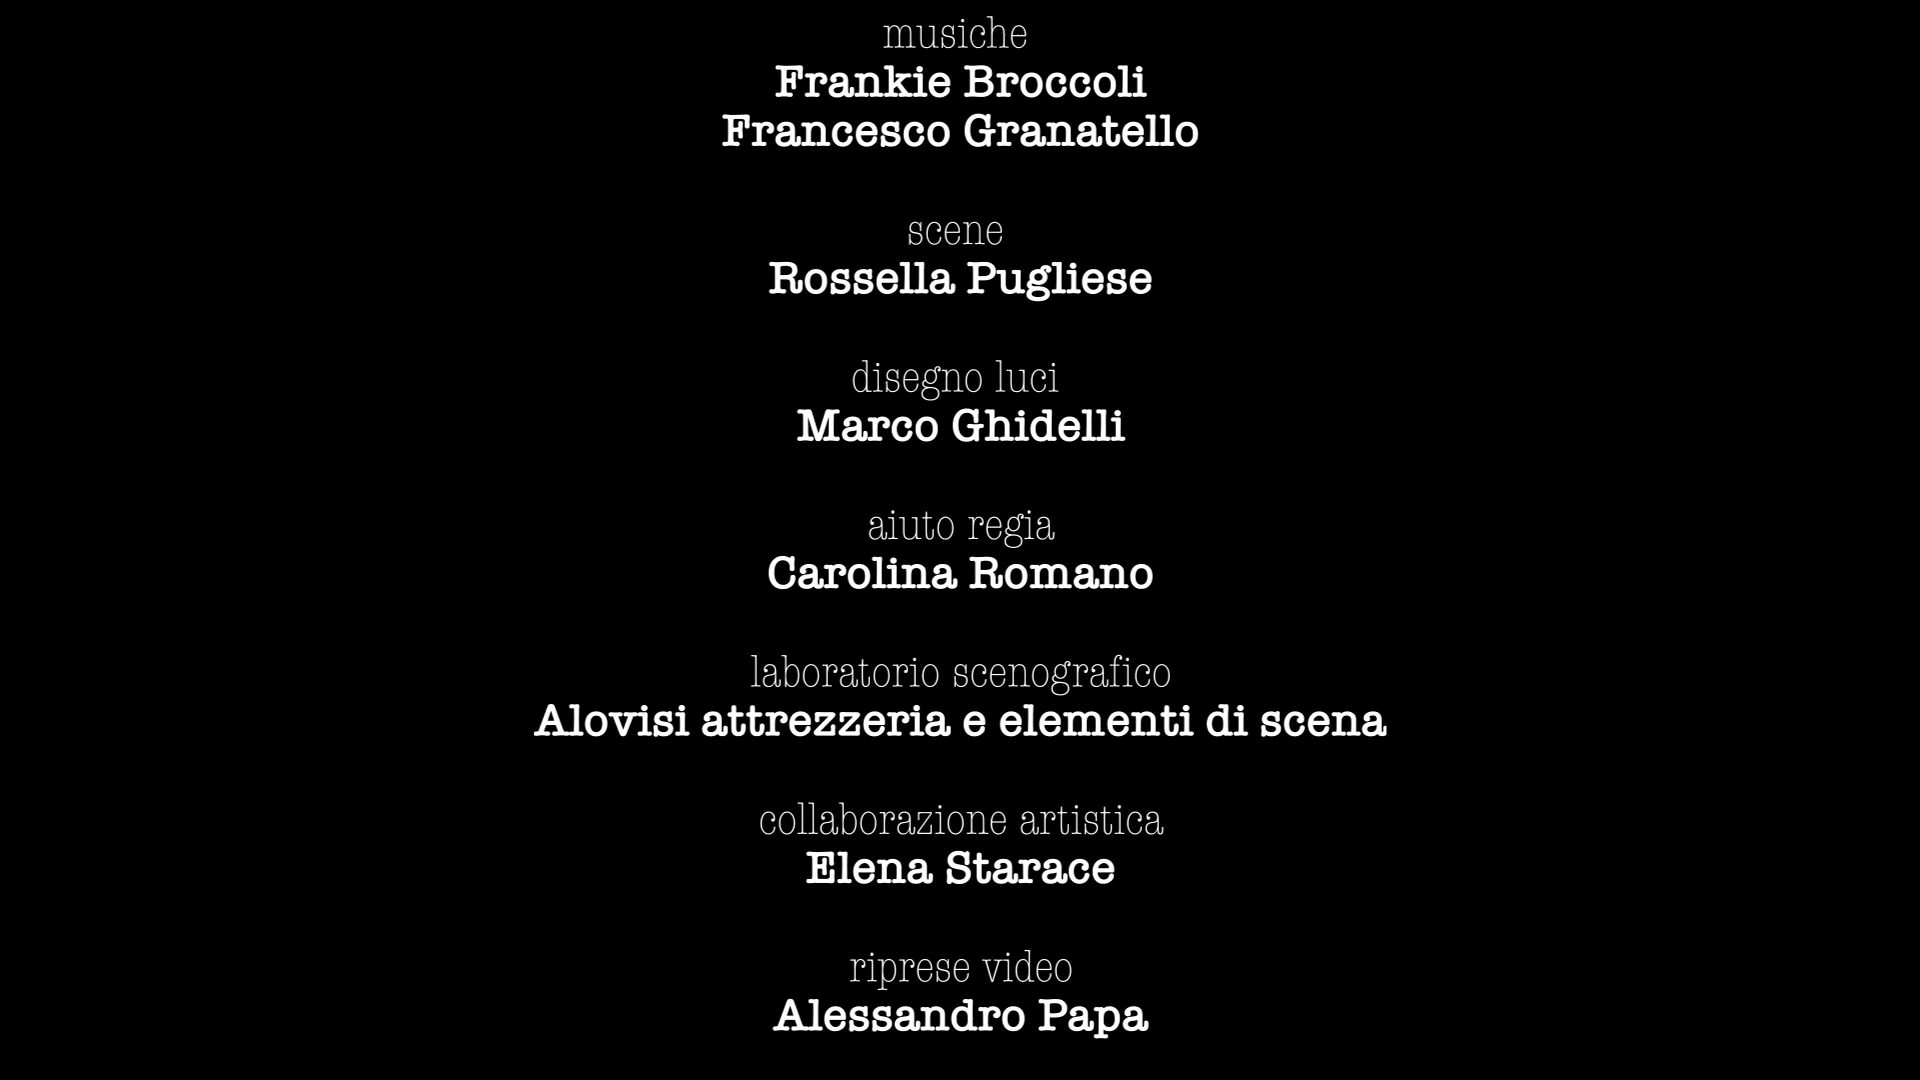 musiche
Frankie Broccoli
Francesco Granatello
scene
Rossella Pugliese
disegno luci
Marco Ghidelli
aiuto regia
Carolina Romano
laboratorio scenografico
Alovisi attrezzeria e elementi di scena
collaborazione artistica
Elena Starace
riprese video
Alessandro Papa